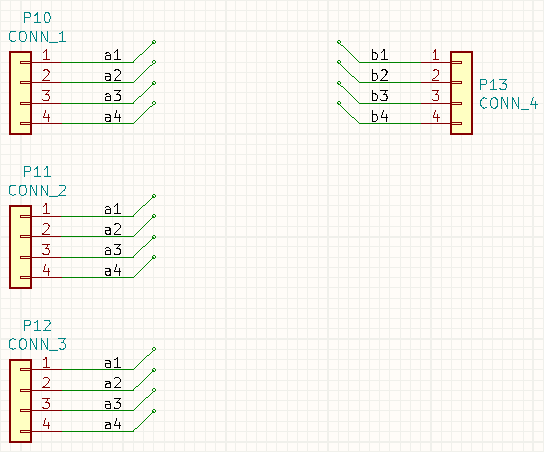 P10
CONN_1
1 a1
2 a2
3 a3
4 a4
b1 1
b2 2
b3 3
b4 4
P13
CONN_4
P11
CONN_2
1 a1
2 a2
3 a3
4 a4
P12
CONN_3
1 a1
2 a2
3 a3
4 a4